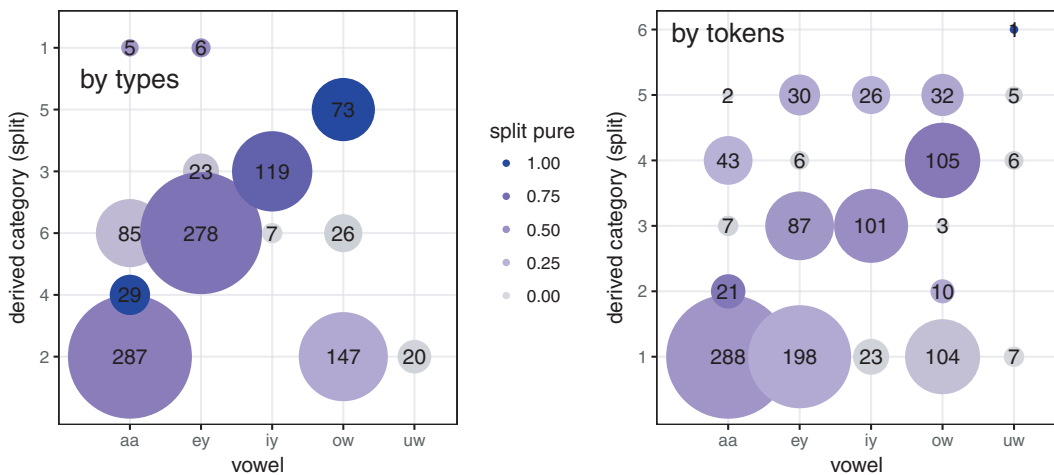 by types
derived category (split)
1
5
3
6
4
2
5 6
73
23 119
85 278 7 26
29
287 147 20
aa ey iy ow uw
vowel
split pure
1.00
0.75
0.50
0.25
0.00
by tokens
derived category (split)
6
5
4
3
2
1
1
2 30 26 32 5
43 6 105 6
7 87 101 3
21 10
288 198 23 104 7
aa ey iy ow uw
vowel